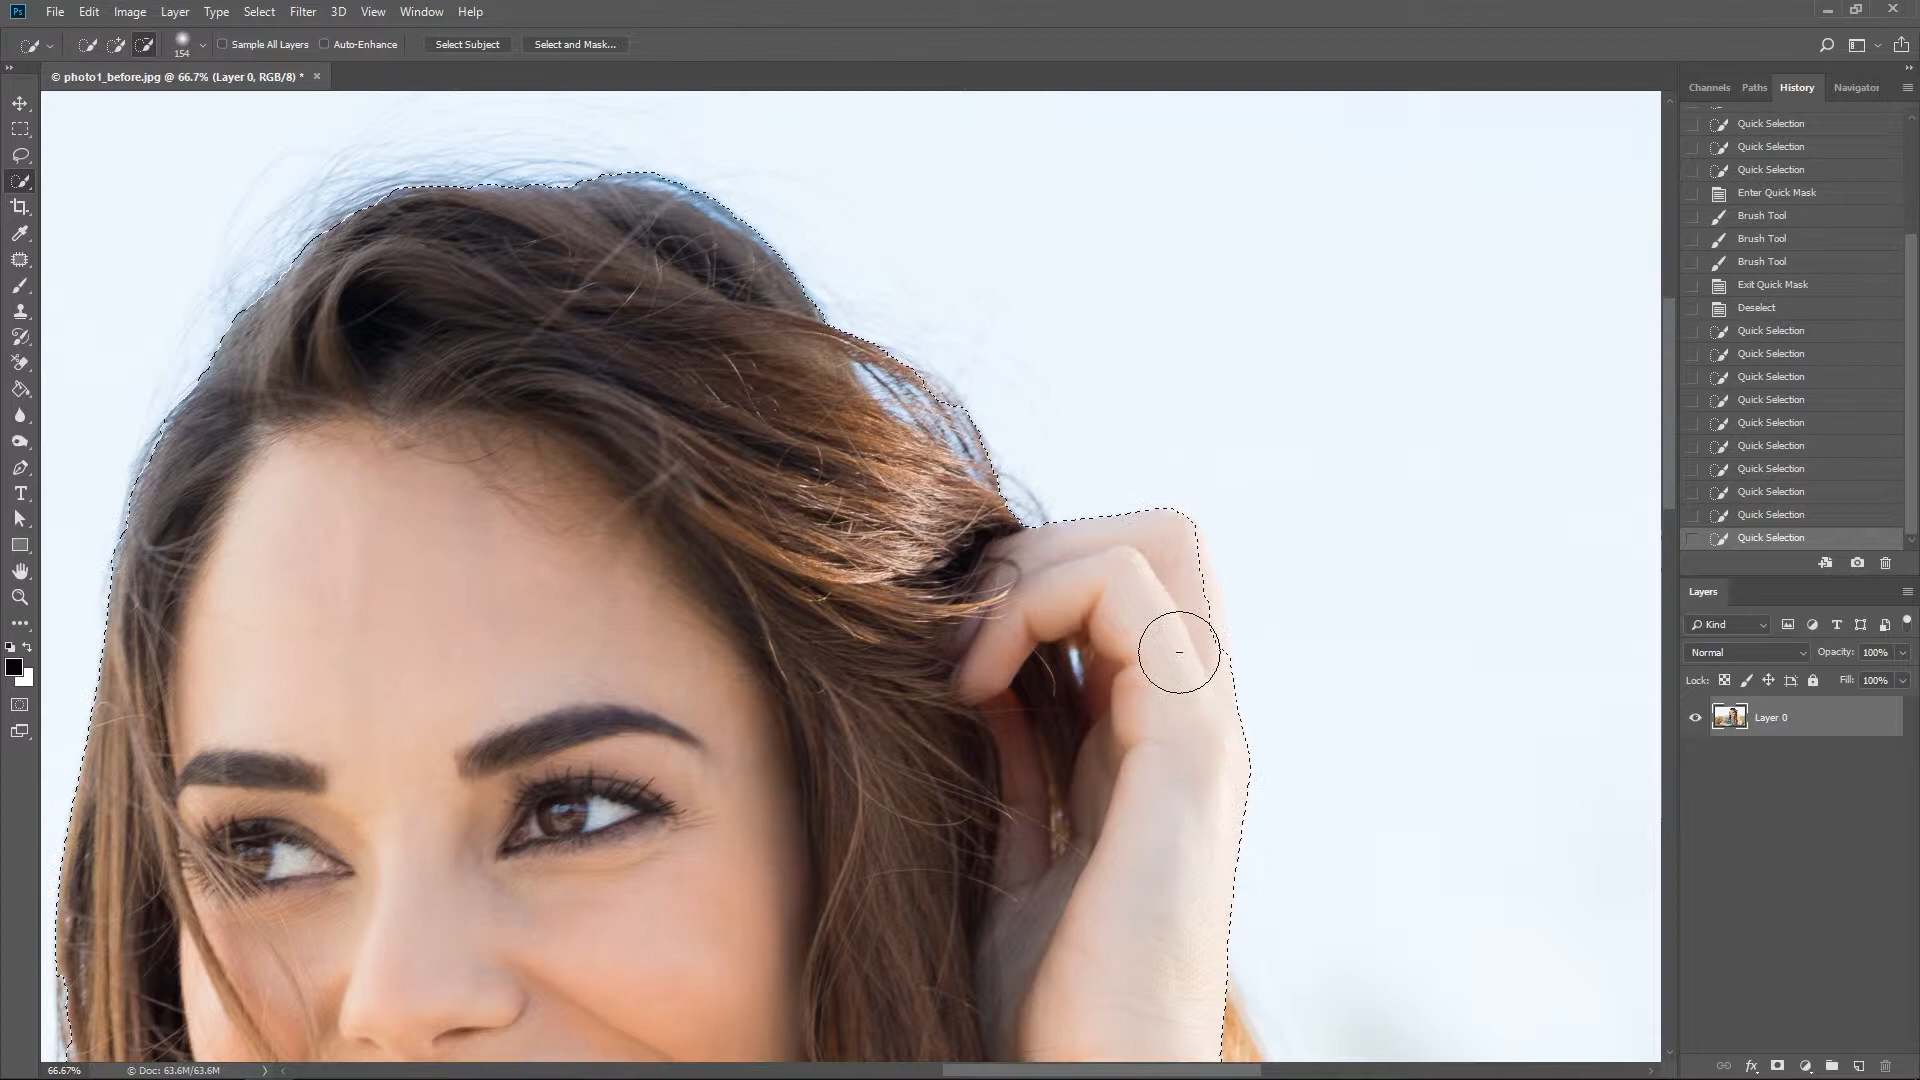 Ps File Edit Image Layer Type Select Filter 3D View Window Help
154 Sample All Layers Auto-Enhance Select Subject Select and Mask...
© photo1_before.jpg @ 66.7% (Layer 0, RGB/8) * ×
Channels Paths History Navigator
Quick Selection
Quick Selection
Quick Selection
Enter Quick Mask
Brush Tool
Brush Tool
Brush Tool
Exit Quick Mask
Deselect
Quick Selection
Quick Selection
Quick Selection
Quick Selection
Quick Selection
Quick Selection
Quick Selection
Quick Selection
Quick Selection
Quick Selection
Layers
Kind
Normal Opacity: 100%
Lock: Fill: 100%
Layer 0
66.67% © Doc: 63.6M/63.6M